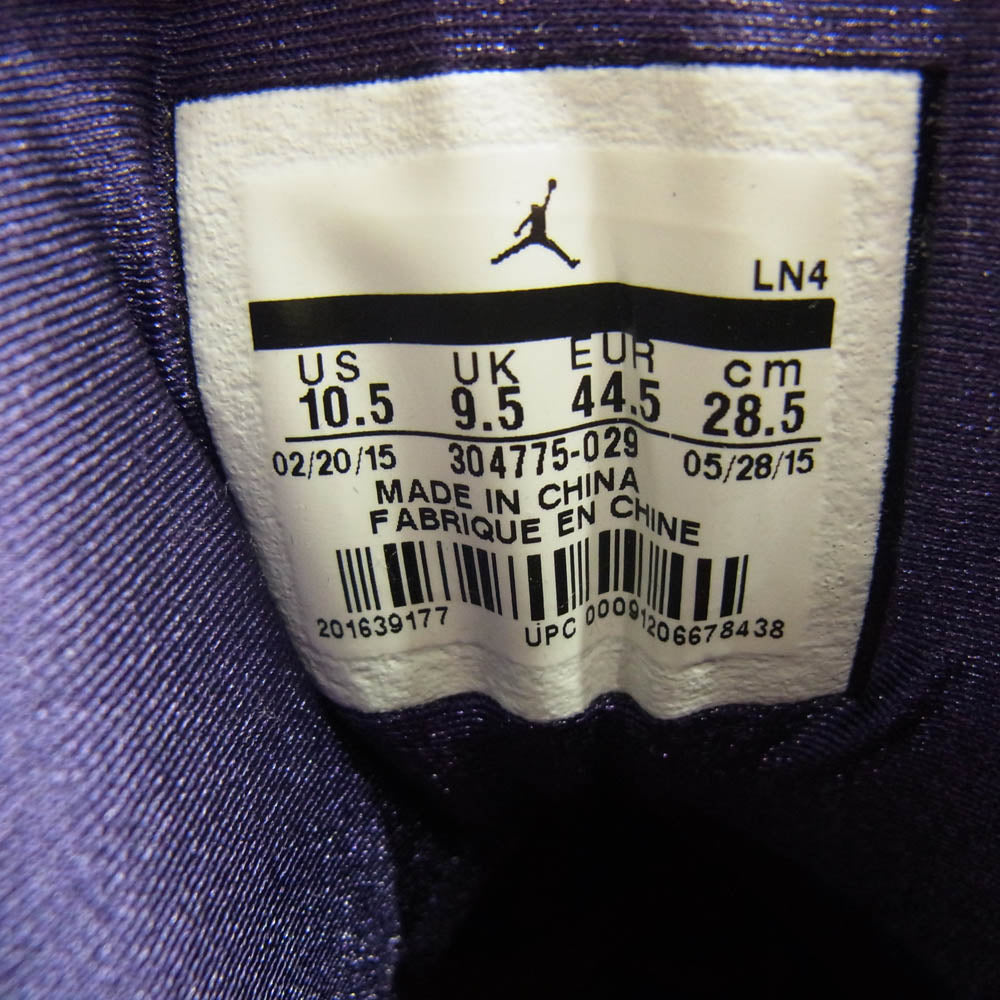 LN4
US UK EUR cm
10.5 9.5 44.5 28.5
02/20/15 304775-029 05/28/15
MADE IN CHINA
FABRIQUE EN CHINE
201639177 UPC 00091206678438